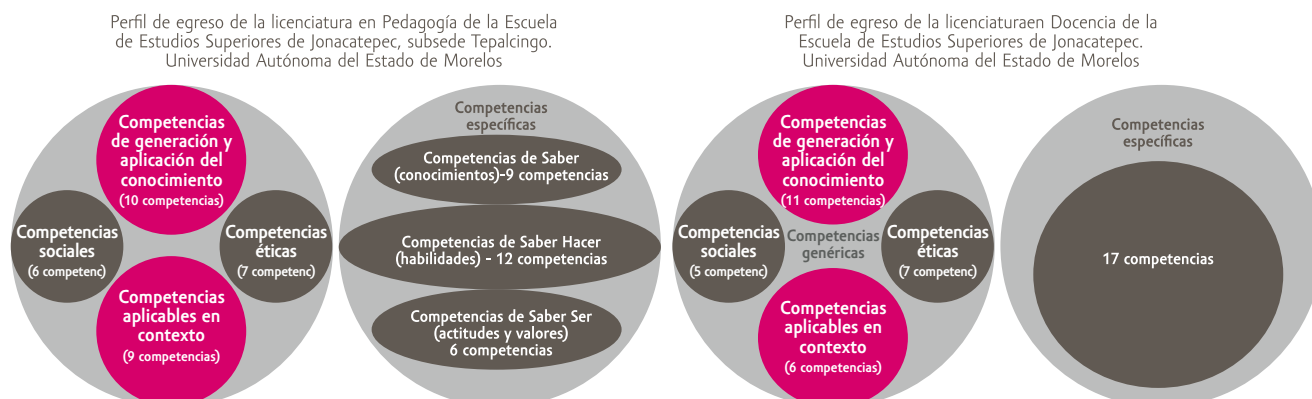 Perfil de egreso de la licenciatura en Pedagogía de la Escuela
de Estudios Superiores de Jonacatepec, subsede Tepalcingo.
Universidad Autónoma del Estado de Morelos
Competencias
de generación y
aplicación del
conocimiento
(10 competencias)
Competencias
sociales
(6 competenc)
Competencias
éticas
(7 competenc)
Competencias
aplicables en
contexto
(9 competencias)
Competencias
específicas
Competencias de Saber
(conocimientos)-9 competencias
Competencias de Saber Hacer
(habilidades) - 12 competencias
Competencias de Saber Ser
(actitudes y valores)
6 competencias
Perfil de egreso de la licenciaturaen Docencia de la
Escuela de Estudios Superiores de Jonacatepec.
Universidad Autónoma del Estado de Morelos
Competencias
de generación y
aplicación del
conocimiento
(11 competencias)
Competencias
sociales
(5 competenc)
Competencias
genéricas
Competencias
éticas
(7 competenc)
Competencias
aplicables en
contexto
(6 competencias)
Competencias
específicas
17 competencias